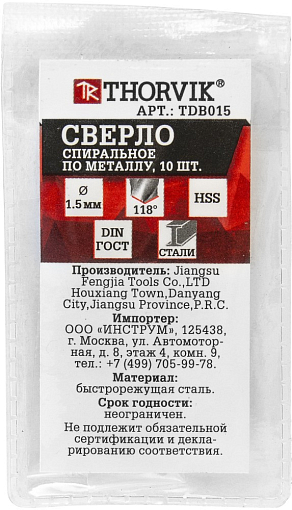 THORVIK®
АРТ.: TDB015
СВЕРЛО
СПИРАЛЬНОЕ
ПО МЕТАЛЛУ, 10 ШТ.
Ø
1.5мм
118°
HSS
DIN
ГОСТ
СТАЛИ
Производитель: Jiangsu
Fengjia Tools Co.,LTD
Houxiang Town,Danyang
City,Jiangsu Province,P.R.C.
Импортер:
ООО «ИНСТРУМ», 125438,
г. Москва, ул. Автомотор-
ная, д. 8, этаж 4, комн. 9,
тел.: +7 (499) 705-99-78.
Материал:
быстрорежущая сталь.
Срок годности:
неограничен.
Не подлежит обязательной
сертификации и декла-
рированию соответствия.